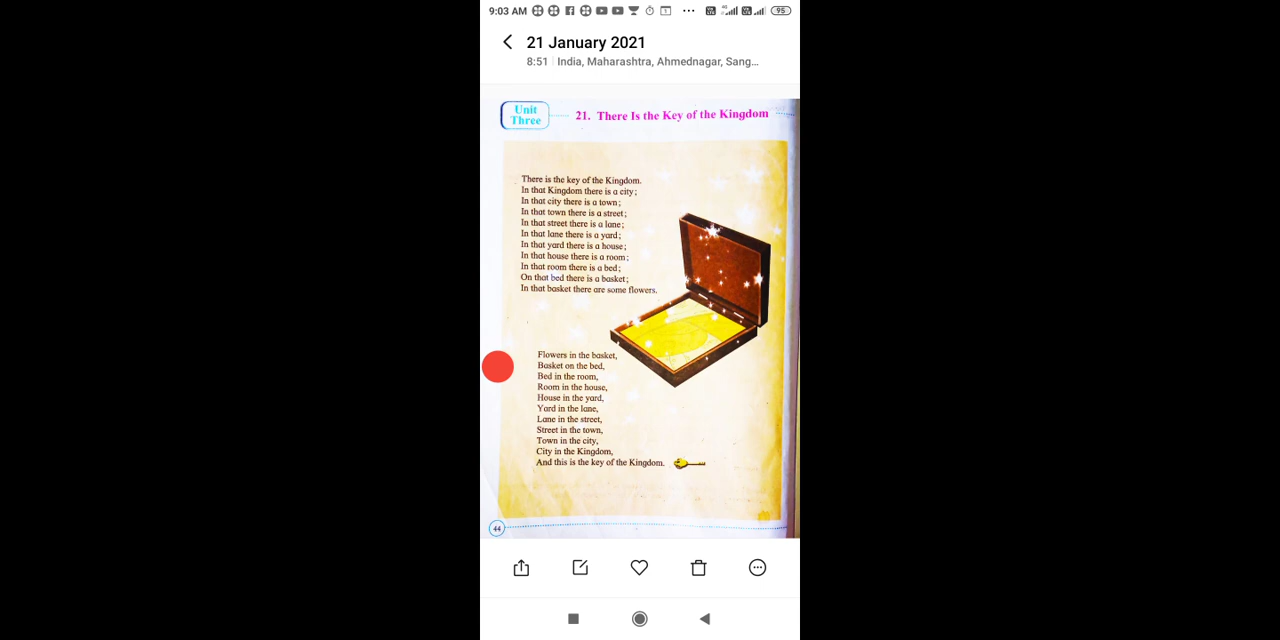 9:03 AM
95
21 January 2021
8:51 India, Maharashtra, Ahmednagar, Sang...
Unit
Three
21. There Is the Key of the Kingdom
There is the key of the Kingdom.
In that Kingdom there is a city;
In that city there is a town;
In that town there is a street;
In that street there is a lane;
In that lane there is a yard;
In that yard there is a house;
In that house there is a room;
In that room there is a bed;
On that bed there is a basket;
In that basket there are some flowers.
Flowers in the basket,
Basket on the bed,
Bed in the room,
Room in the house,
House in the yard,
Yard in the lane,
Lane in the street,
Street in the town,
Town in the city,
City in the Kingdom,
And this is the key of the Kingdom.
44